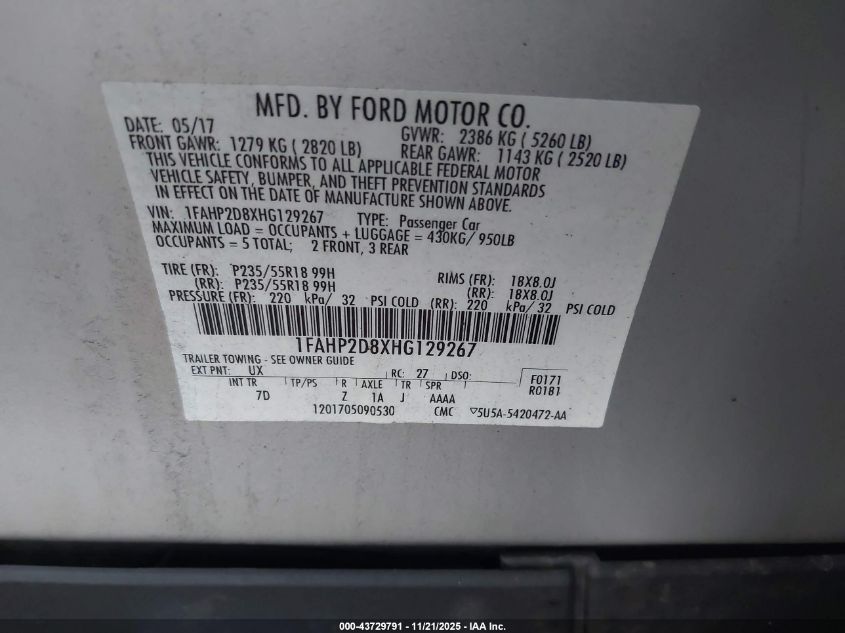 MFD. BY FORD MOTOR CO.
DATE: 05/17 GVWR: 2386 KG ( 5260 LB)
FRONT GAWR: 1279 KG ( 2820 LB) REAR GAWR: 1143 KG ( 2520 LB)
THIS VEHICLE CONFORMS TO ALL APPLICABLE FEDERAL MOTOR
VEHICLE SAFETY, BUMPER, AND THEFT PREVENTION STANDARDS
IN EFFECT ON THE DATE OF MANUFACTURE SHOWN ABOVE.
VIN: 1FAHP2D8XHG129267 TYPE: Passenger Car
MAXIMUM LOAD = OCCUPANTS + LUGGAGE = 430KG/ 950LB
OCCUPANTS = 5 TOTAL; 2 FRONT, 3 REAR
TIRE (FR): P235/55R18 99H RIMS (FR): 18X8.0J
(RR): P235/55R18 99H (RR): 18X8.0J
PRESSURE (FR): 220 kPa/ 32 PSI COLD (RR): 220 kPa/ 32 PSI COLD
1FAHP2D8XHG129267
TRAILER TOWING - SEE OWNER GUIDE
EXT PNT: UX RC: 27 DSO: F0171
INT TR TP/PS R AXLE TR SPR R0181
7D Z 1A J AAAA
1201705090530 CMC ▽5U5A-5420472-AA
000-43729791 - 11/21/2025 - IAA Inc.